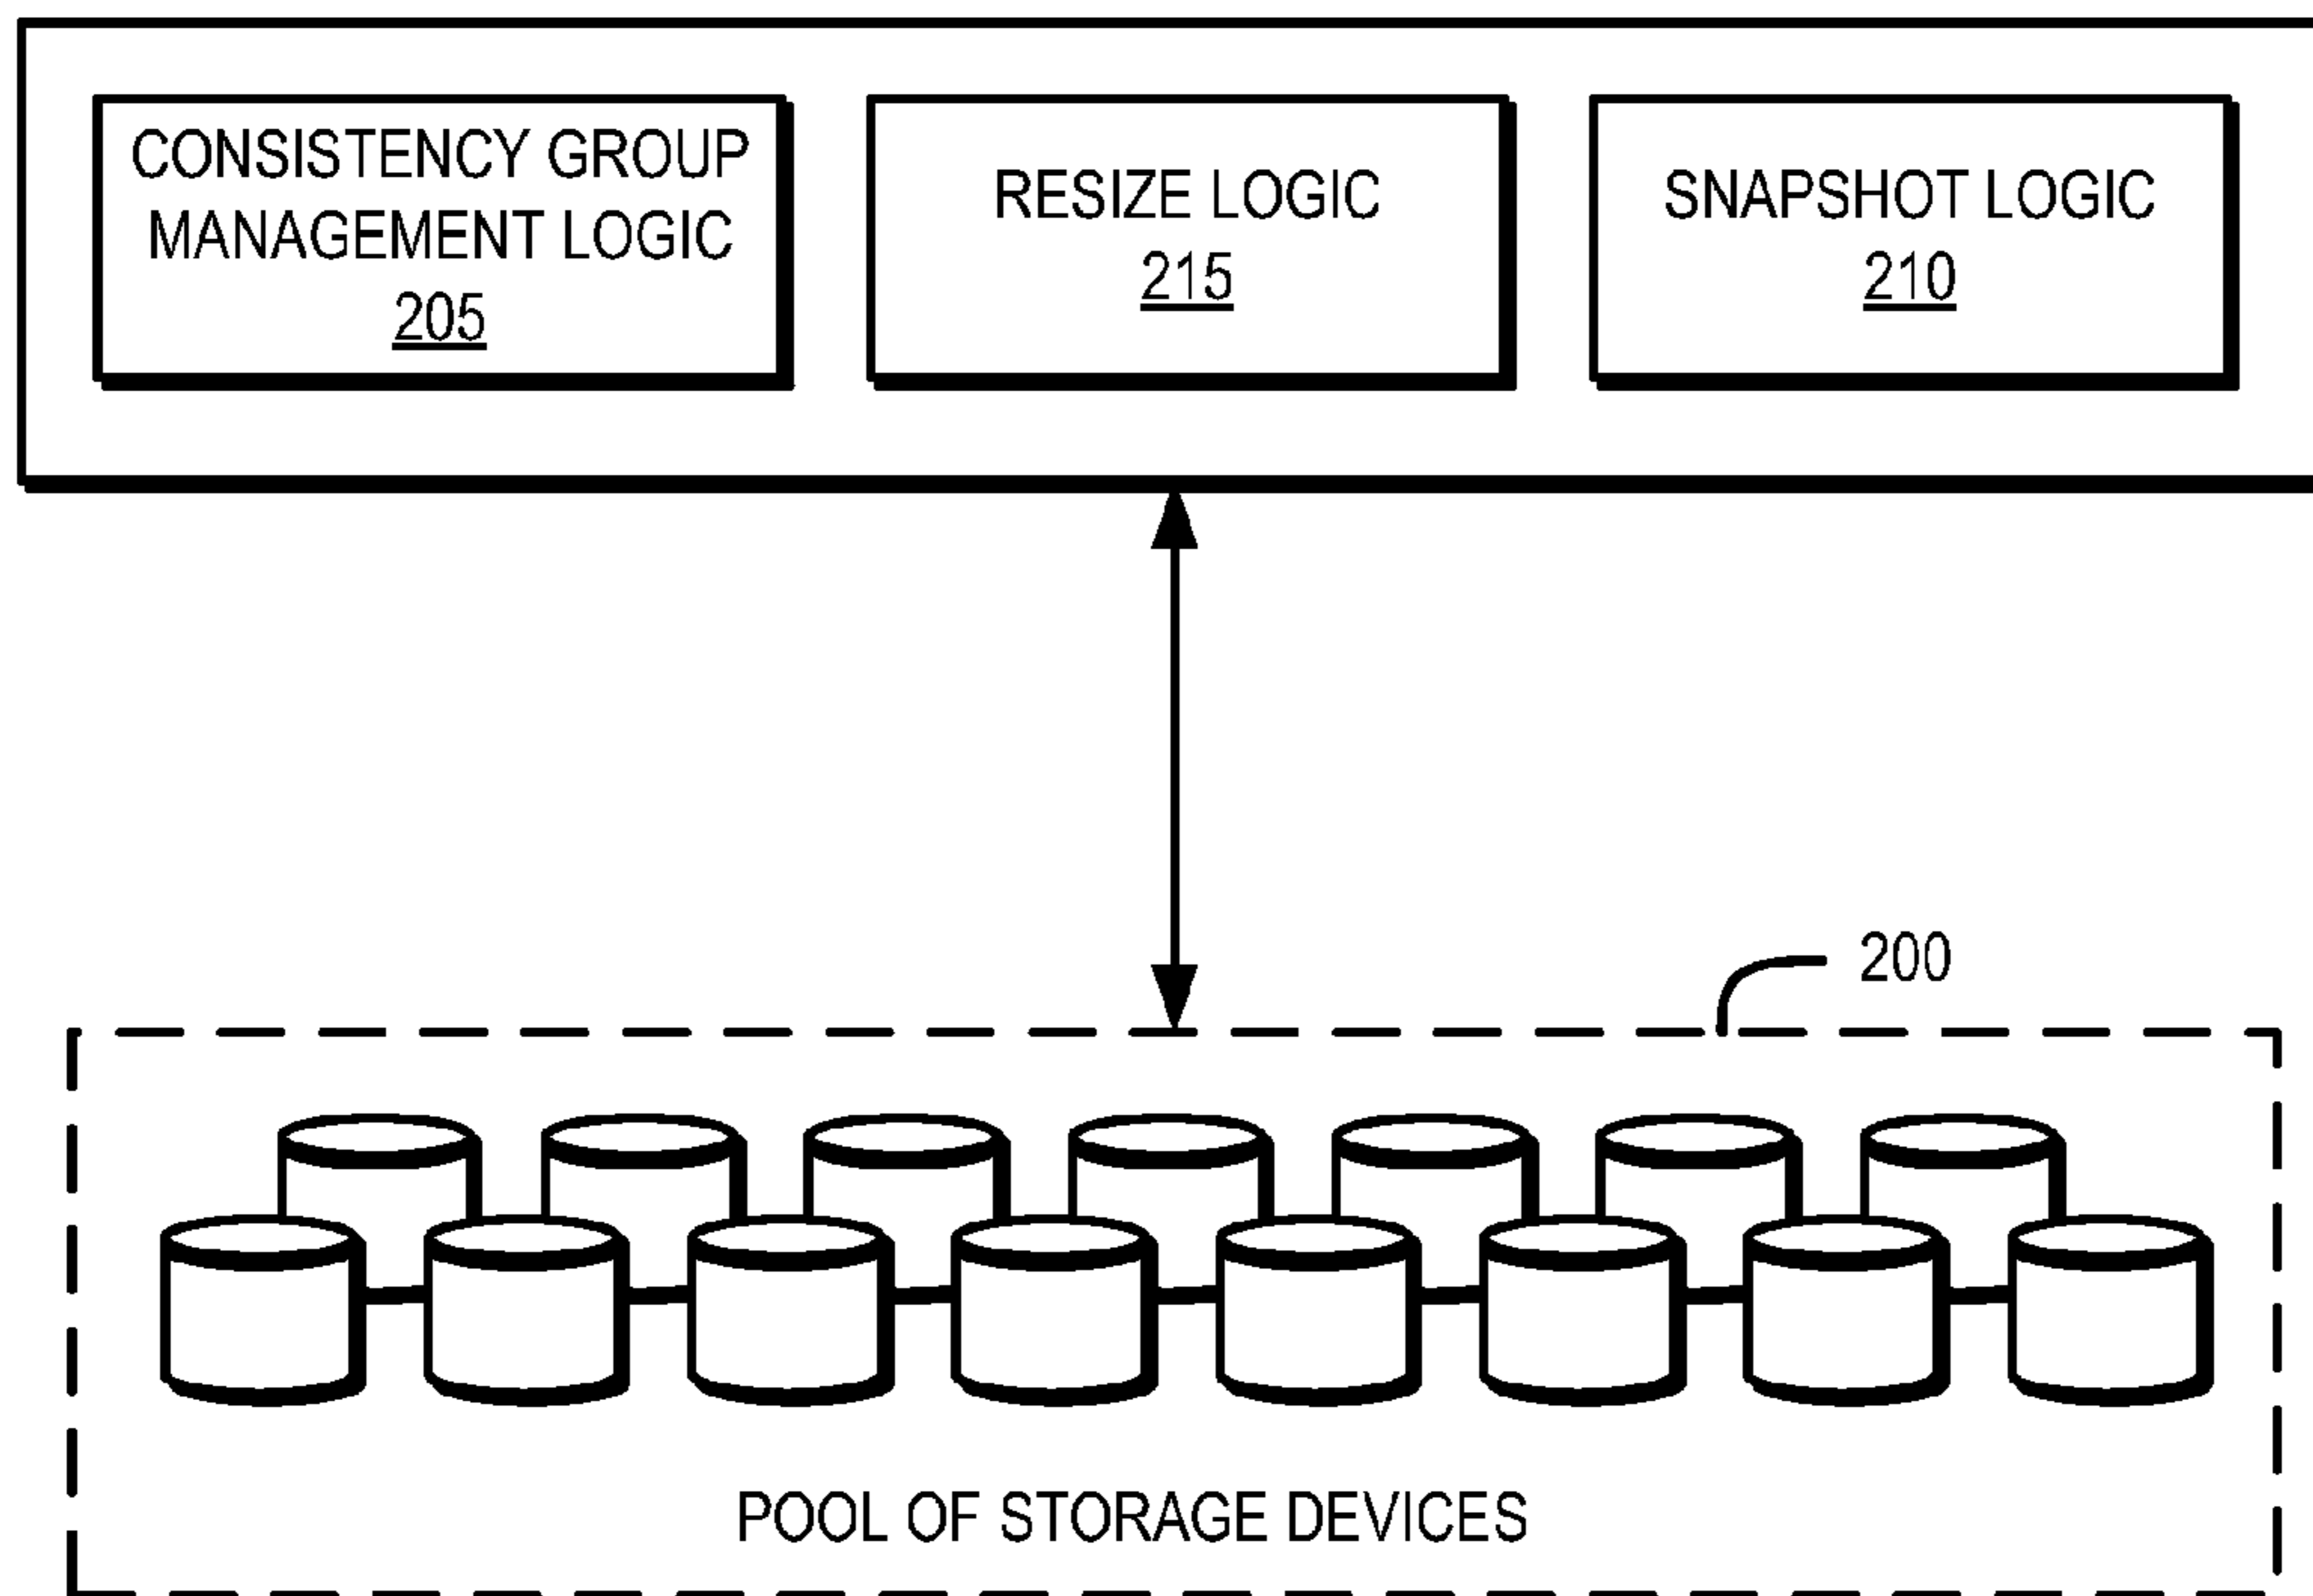 CONSISTENCY GROUP
MANAGEMENT LOGIC
205
RESIZE LOGIC
215
SNAPSHOT LOGIC
210
200
POOL OF STORAGE DEVICES